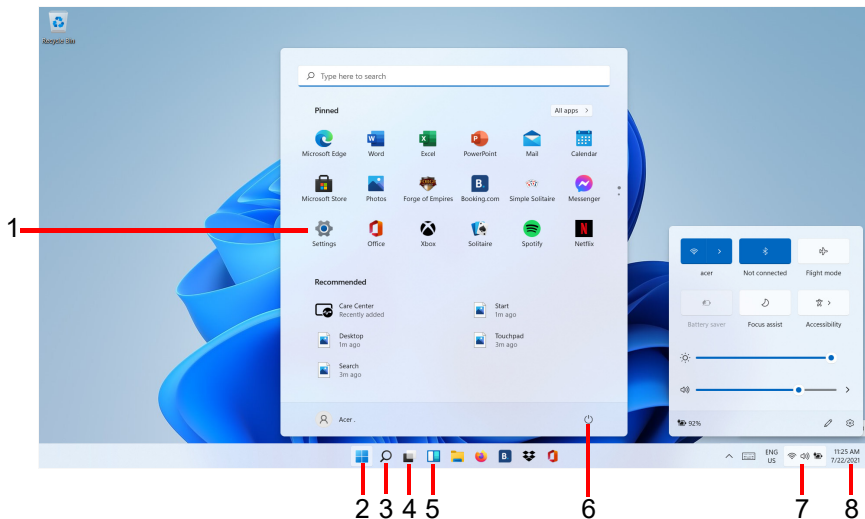 Recycle Bin
Type here to search
Pinned
All apps >
Microsoft Edge Word Excel PowerPoint Mail Calendar
Microsoft Store Photos Forge of Empires Booking.com Simple Solitaire Messenger
1
Settings Office Xbox Solitaire Spotify Netflix
Recommended
Care Center
Recently added
Start
1m ago
Desktop
1m ago
Touchpad
3m ago
Search
3m ago
Acer .
acer Not connected Flight mode
Battery saver Focus assist Accessibility
92%
ENG
US
11:25 AM
7/22/2021
2 3 4 5 6 7 8